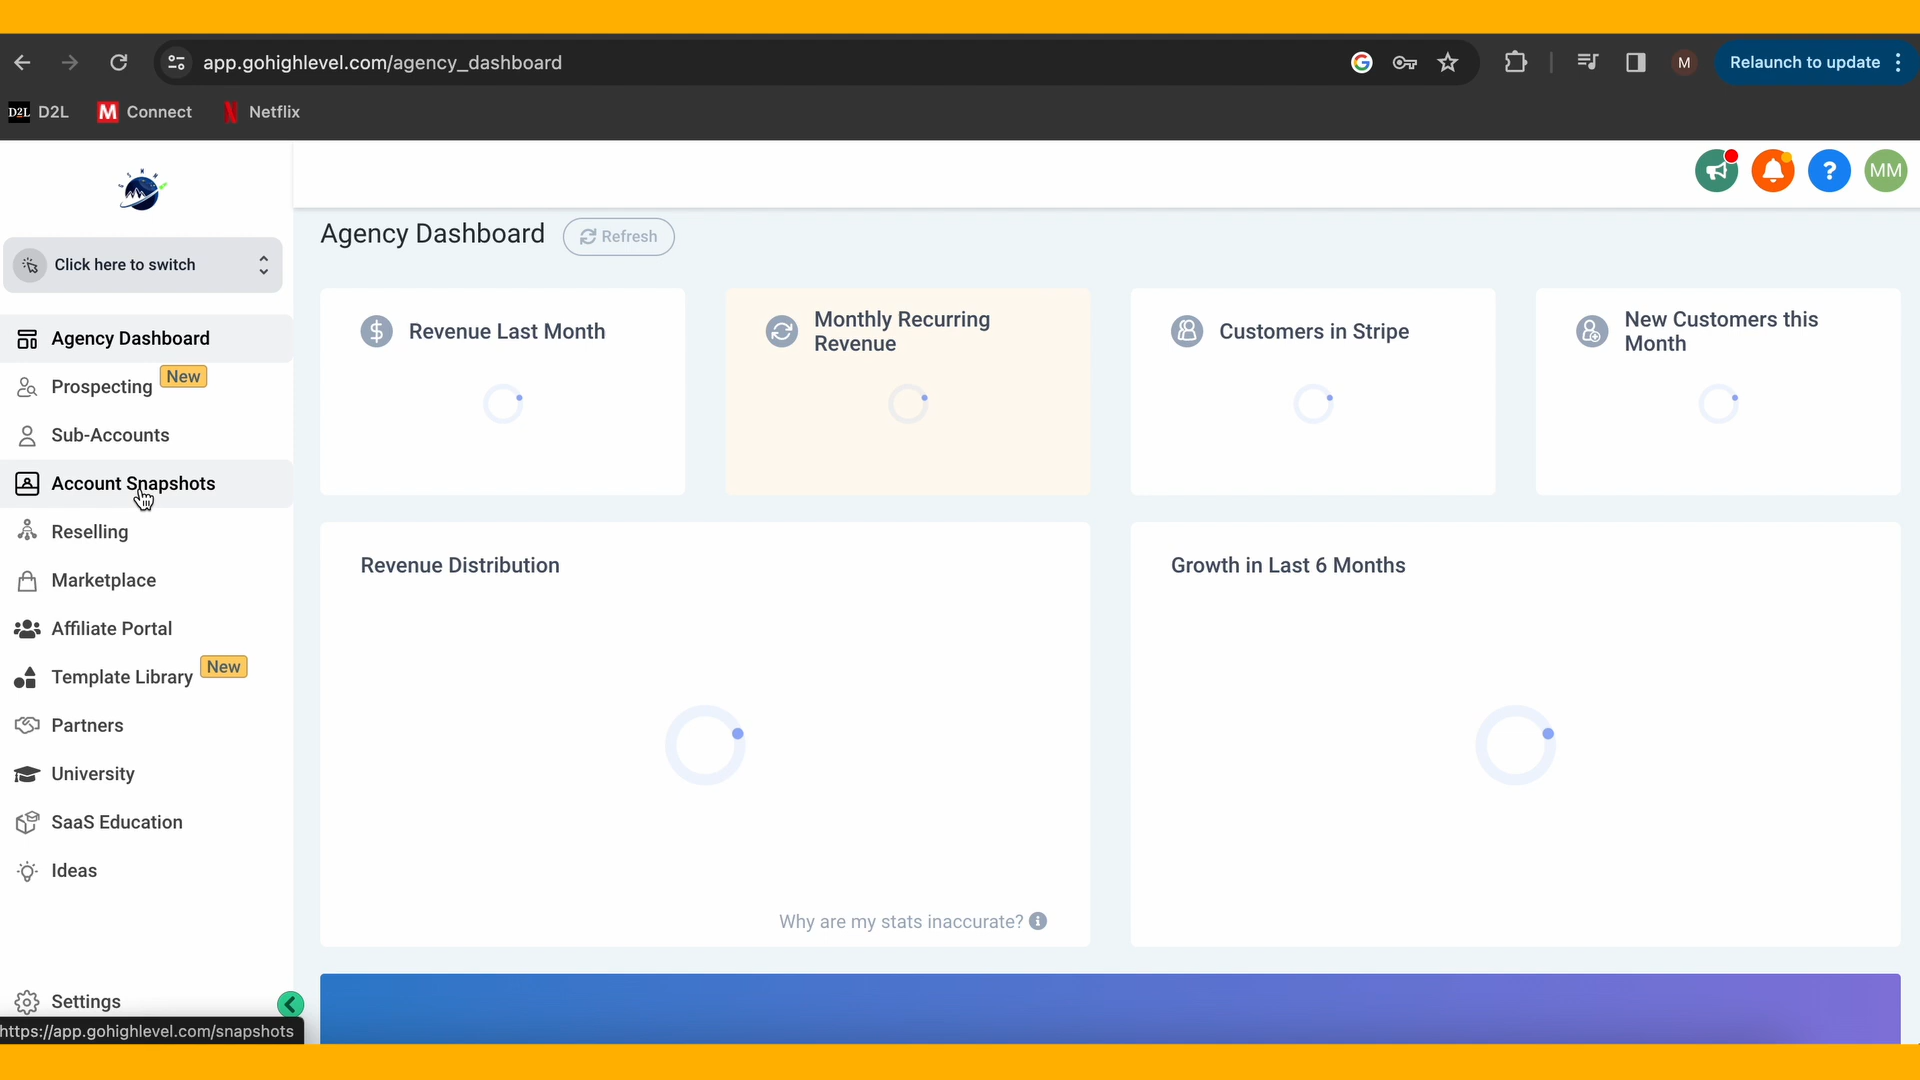 app.gohighlevel.com/agency_dashboard
M
Relaunch to update
D2L D2L
M Connect
Netflix
? MM
Click here to switch
Agency Dashboard Refresh
Agency Dashboard
Prospecting New
Sub-Accounts
Account Snapshots
Reselling
Marketplace
Affiliate Portal
Template Library New
Partners
University
SaaS Education
Ideas
Settings
https://app.gohighlevel.com/snapshots
Revenue Last Month
Monthly Recurring
Revenue
Customers in Stripe
New Customers this
Month
Revenue Distribution
Growth in Last 6 Months
Why are my stats inaccurate?